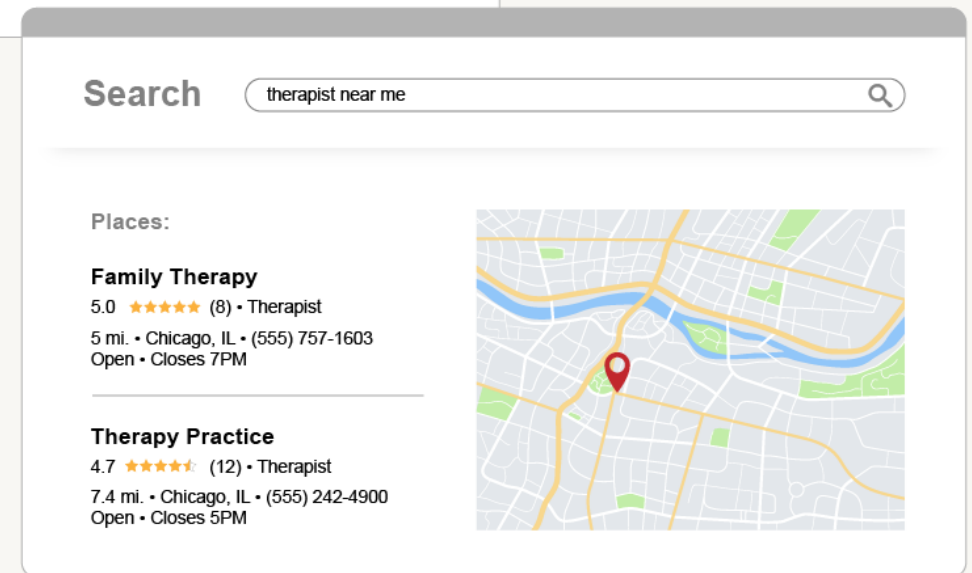 Search
therapist near me
Places:
Family Therapy
5.0 ★★★★★ (8) • Therapist
5 mi. • Chicago, IL • (555) 757-1603
Open • Closes 7PM
Therapy Practice
4.7 ★★★★⯪ (12) • Therapist
7.4 mi. • Chicago, IL • (555) 242-4900
Open • Closes 5PM